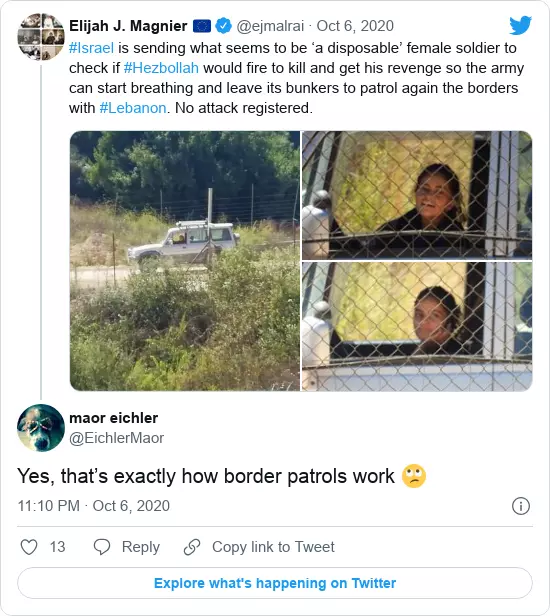 Elijah J. Magnier 🇪🇺 @ejmalrai · Oct 6, 2020
#Israel is sending what seems to be ‘a disposable’ female soldier to
check if #Hezbollah would fire to kill and get his revenge so the army
can start breathing and leave its bunkers to patrol again the borders
with #Lebanon. No attack registered.
maor eichler
@EichlerMaor
Yes, that’s exactly how border patrols work 🙄
11:10 PM · Oct 6, 2020
13 Reply Copy link to Tweet
Explore what's happening on Twitter